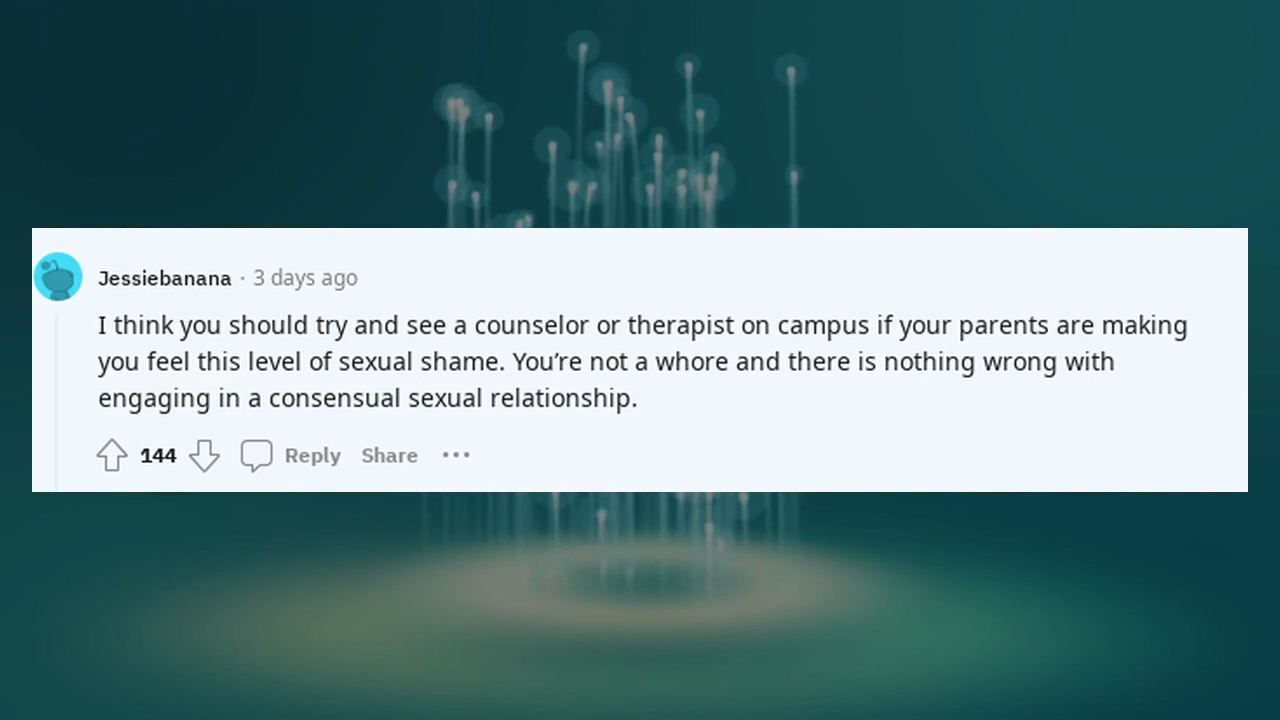 Jessiebanana · 3 days ago
I think you should try and see a counselor or therapist on campus if your parents are making
you feel this level of sexual shame. You’re not a whore and there is nothing wrong with
engaging in a consensual sexual relationship.
144 Reply Share •••